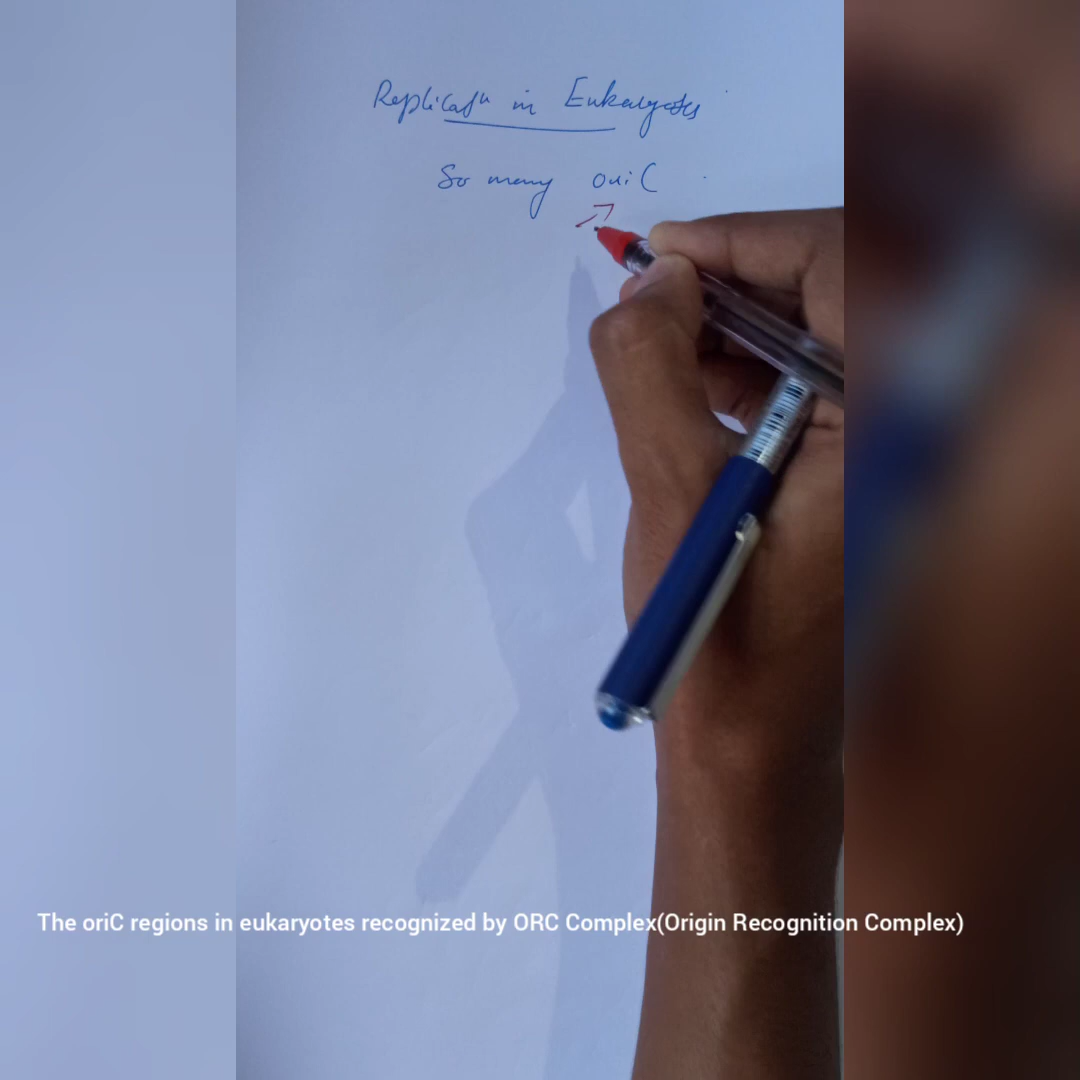 Replicatn in Eukaryotes
So many oriC
The oriC regions in eukaryotes recognized by ORC Complex(Origin Recognition Complex)